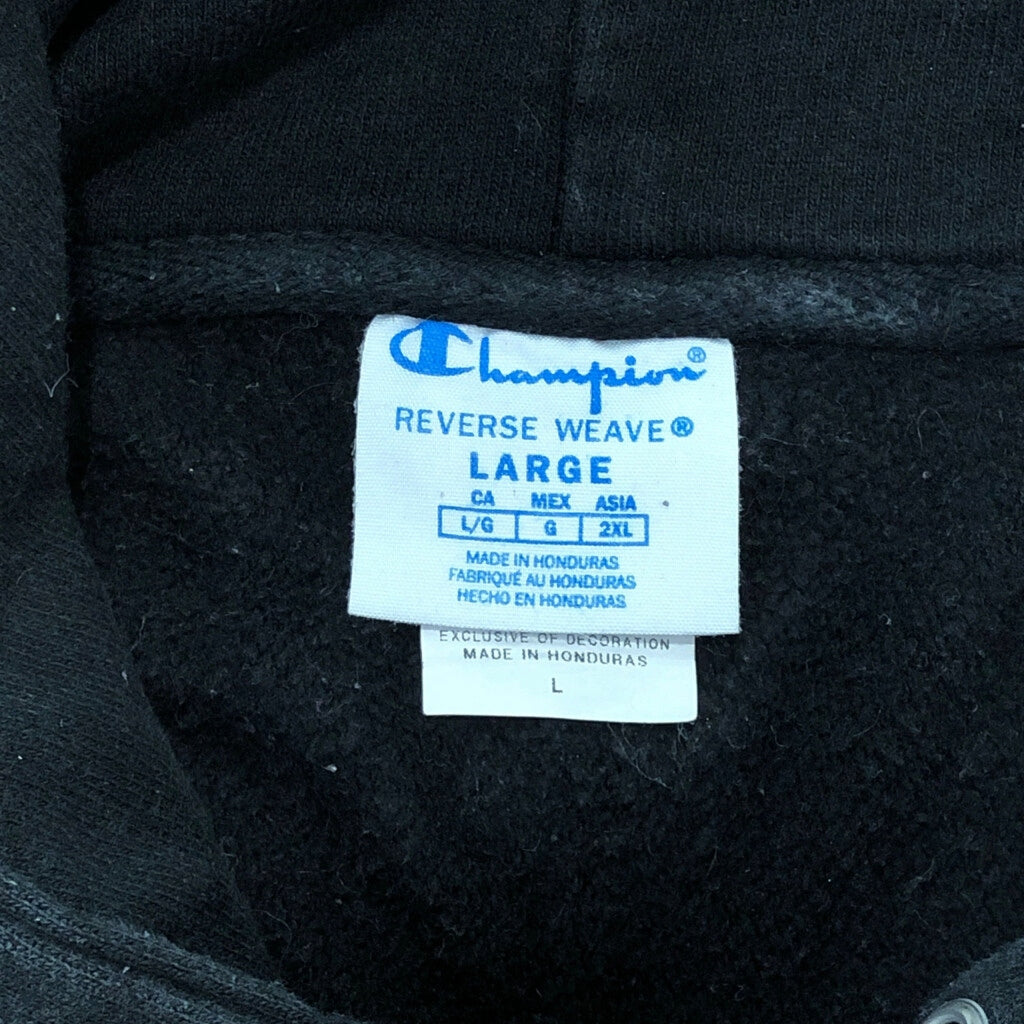 Champion®
REVERSE WEAVE®
LARGE
CA MEX ASIA
L/G G 2XL
MADE IN HONDURAS
FABRIQUÉ AU HONDURAS
HECHO EN HONDURAS
EXCLUSIVE OF DECORATION
MADE IN HONDURAS
L